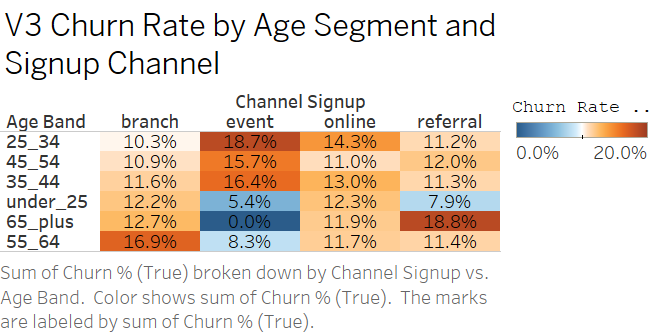 V3 Churn Rate by Age Segment and
Signup Channel
Channel Signup
Age Band branch event online referral
25_34 10.3% 18.7% 14.3% 11.2%
45_54 10.9% 15.7% 11.0% 12.0%
35_44 11.6% 16.4% 13.0% 11.3%
under_25 12.2% 5.4% 12.3% 7.9%
65_plus 12.7% 0.0% 11.9% 18.8%
55_64 16.9% 8.3% 11.7% 11.4%
Churn Rate ..
0.0% 20.0%
Sum of Churn % (True) broken down by Channel Signup vs.
Age Band. Color shows sum of Churn % (True). The marks
are labeled by sum of Churn % (True).